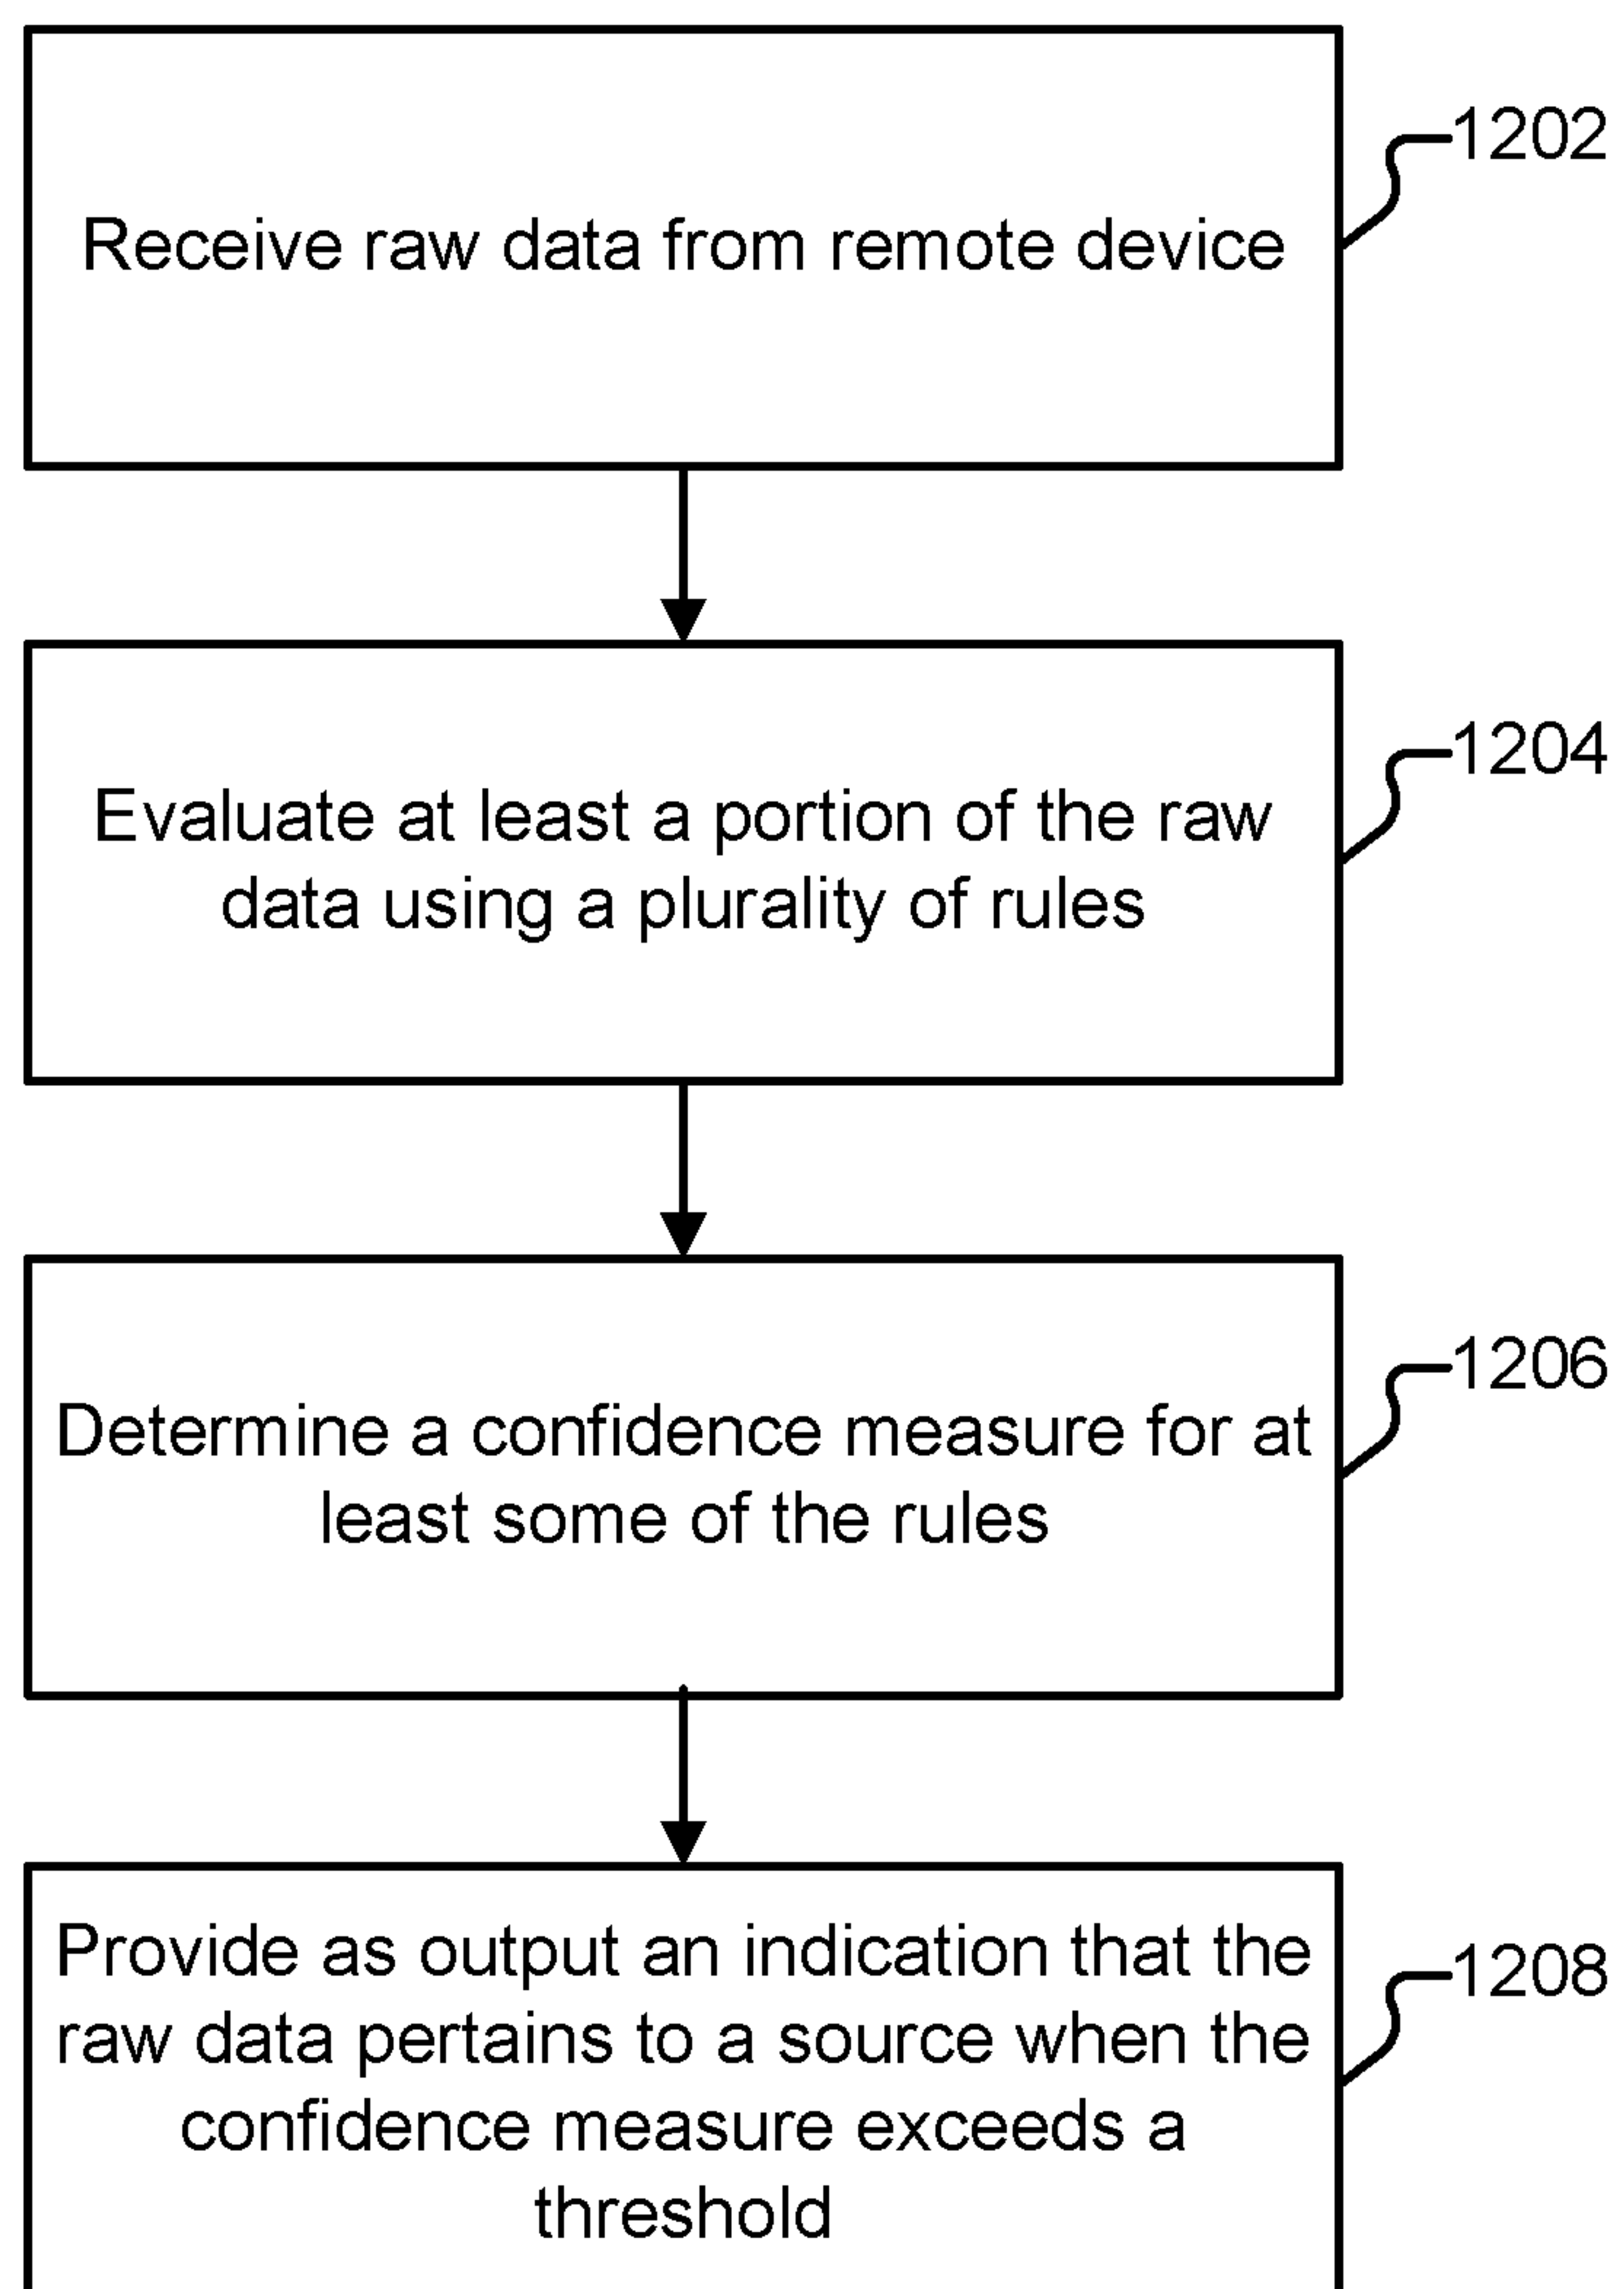 1202
Receive raw data from remote device
1204
Evaluate at least a portion of the raw
data using a plurality of rules
1206
Determine a confidence measure for at
least some of the rules
1208
Provide as output an indication that the
raw data pertains to a source when the
confidence measure exceeds a
threshold